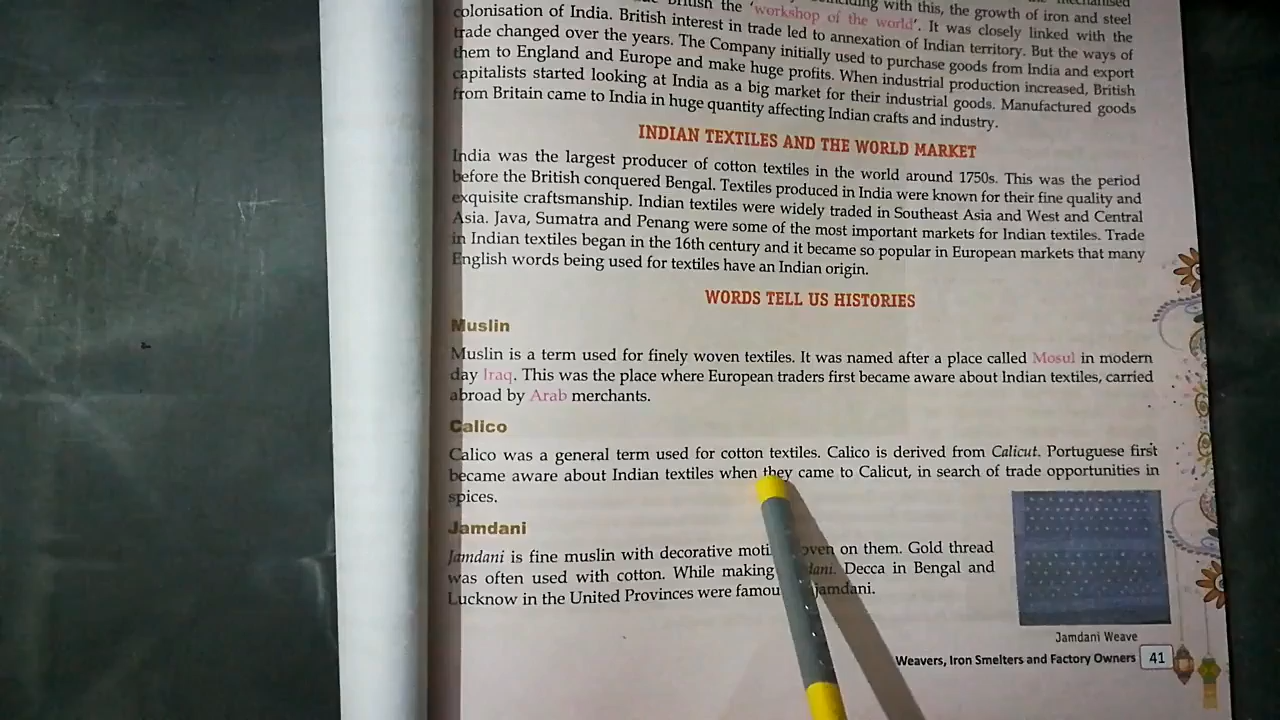 British the 'workshop of the world'. It was closely linked with the
with this, the growth of iron and steel
colonisation of India. British interest in trade led to annexation of Indian territory. But the ways of
trade changed over the years. The Company initially used to purchase goods from India and export
them to England and Europe and make huge profits. When industrial production increased, British
capitalists started looking at India as a big market for their industrial goods. Manufactured goods
from Britain came to India in huge quantity affecting Indian crafts and industry.
INDIAN TEXTILES AND THE WORLD MARKET
India was the largest producer of cotton textiles in the world around 1750s. This was the period
before the British conquered Bengal. Textiles produced in India were known for their fine quality and
exquisite craftsmanship. Indian textiles were widely traded in Southeast Asia and West and Central
Asia. Java, Sumatra and Penang were some of the most important markets for Indian textiles. Trade
in Indian textiles began in the 16th century and it became so popular in European markets that many
English words being used for textiles have an Indian origin.
WORDS TELL US HISTORIES
Muslin
Muslin is a term used for finely woven textiles. It was named after a place called Mosul in modern
day Iraq. This was the place where European traders first became aware about Indian textiles, carried
abroad by Arab merchants.
Calico
Calico was a general term used for cotton textiles. Calico is derived from Calicut. Portuguese first
became aware about Indian textiles when they came to Calicut, in search of trade opportunities in
spices.
Jamdani
Jamdani is fine muslin with decorative on them. Gold thread
was often used with cotton. While making Decca in Bengal and
Lucknow in the United Provinces were jamdani.
Jamdani Weave
Weavers, Iron Smelters and Factory Owners 41